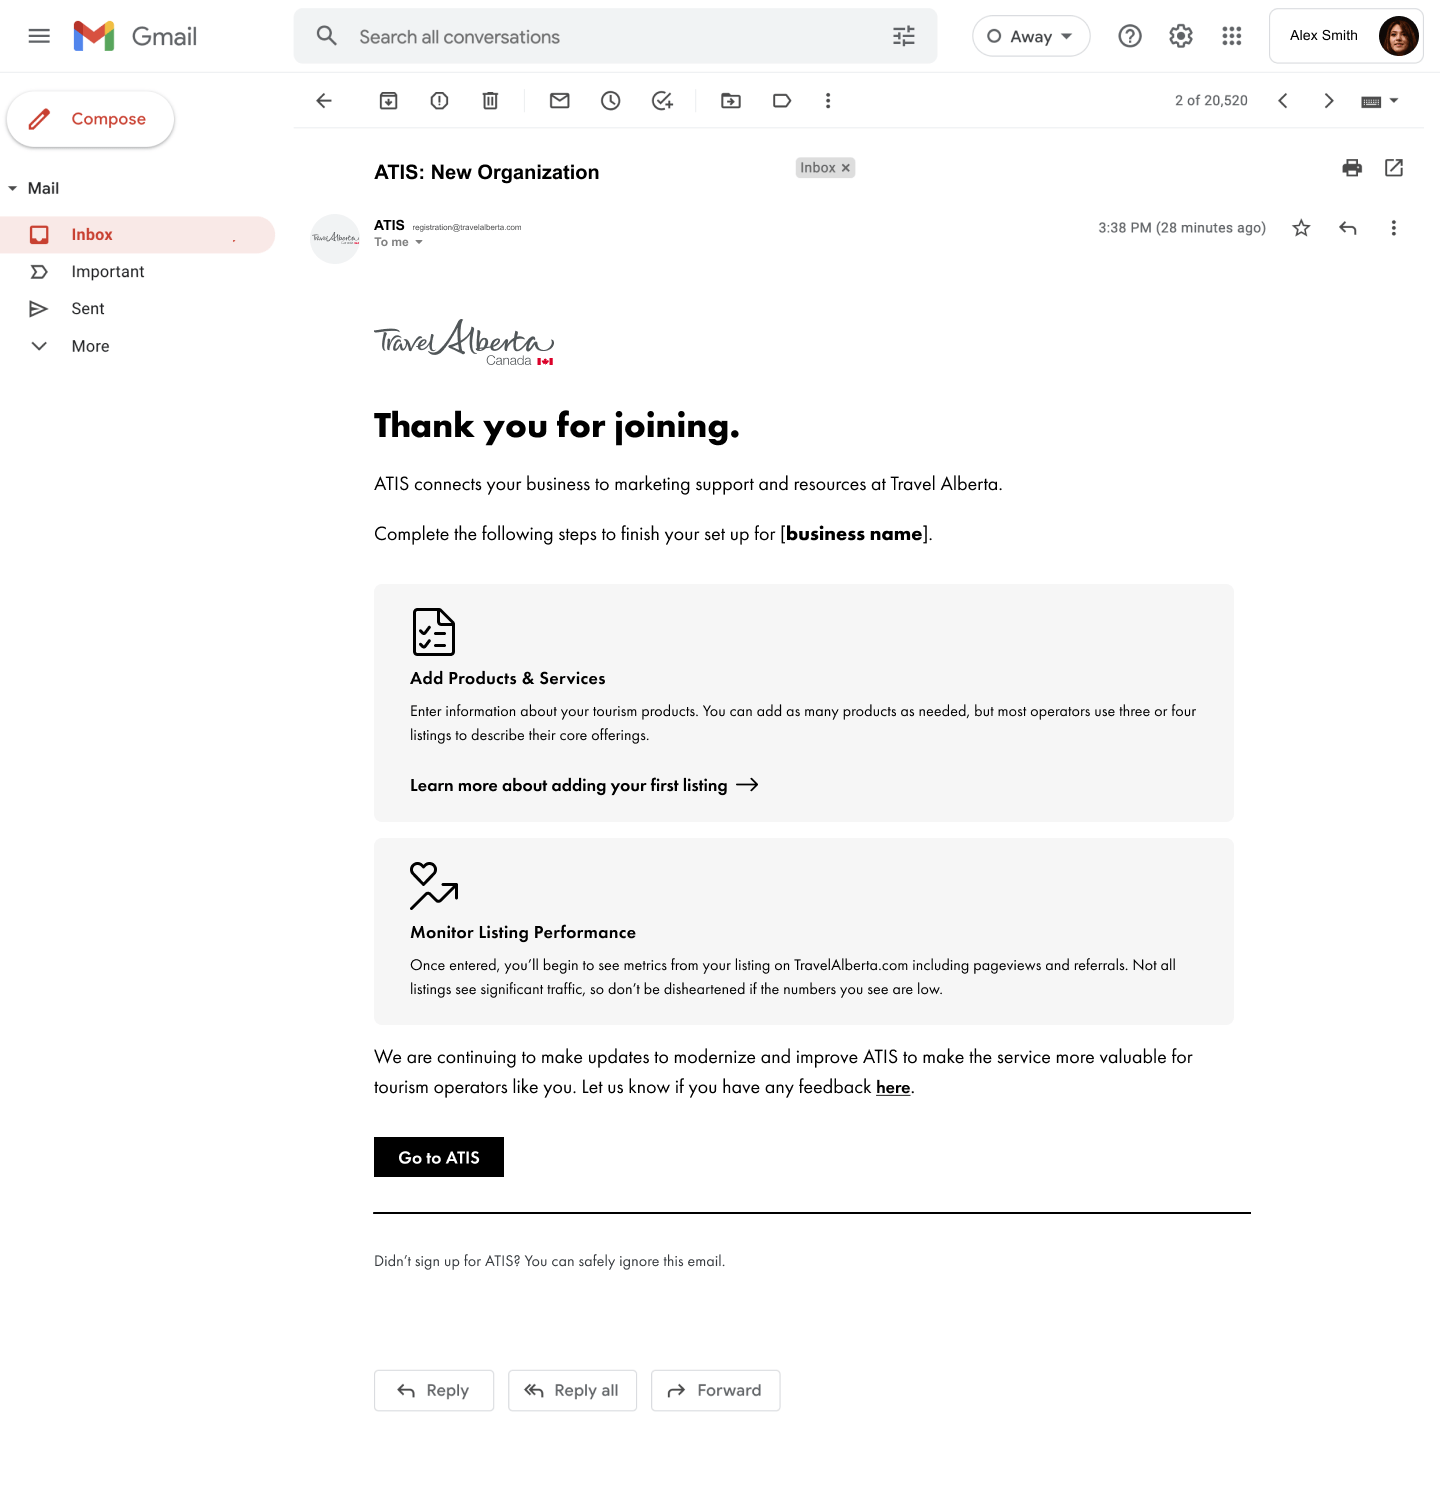 Gmail
Search all conversations
Away
Alex Smith
Compose
2 of 20,520
Mail
Inbox
Important
Sent
More
ATIS: New Organization
Inbox ×
ATIS registration@travelalberta.com
To me
3:38 PM (28 minutes ago)
Travel Alberta
Canada
Travel Alberta
Canada
Thank you for joining.
ATIS connects your business to marketing support and resources at Travel Alberta.
Complete the following steps to finish your set up for [business name].
Add Products & Services
Enter information about your tourism products. You can add as many products as needed, but most operators use three or four
listings to describe their core offerings.
Learn more about adding your first listing →
Monitor Listing Performance
Once entered, you’ll begin to see metrics from your listing on TravelAlberta.com including pageviews and referrals. Not all
listings see significant traffic, so don’t be disheartened if the numbers you see are low.
We are continuing to make updates to modernize and improve ATIS to make the service more valuable for
tourism operators like you. Let us know if you have any feedback here.
Go to ATIS
Didn’t sign up for ATIS? You can safely ignore this email.
Reply
Reply all
Forward